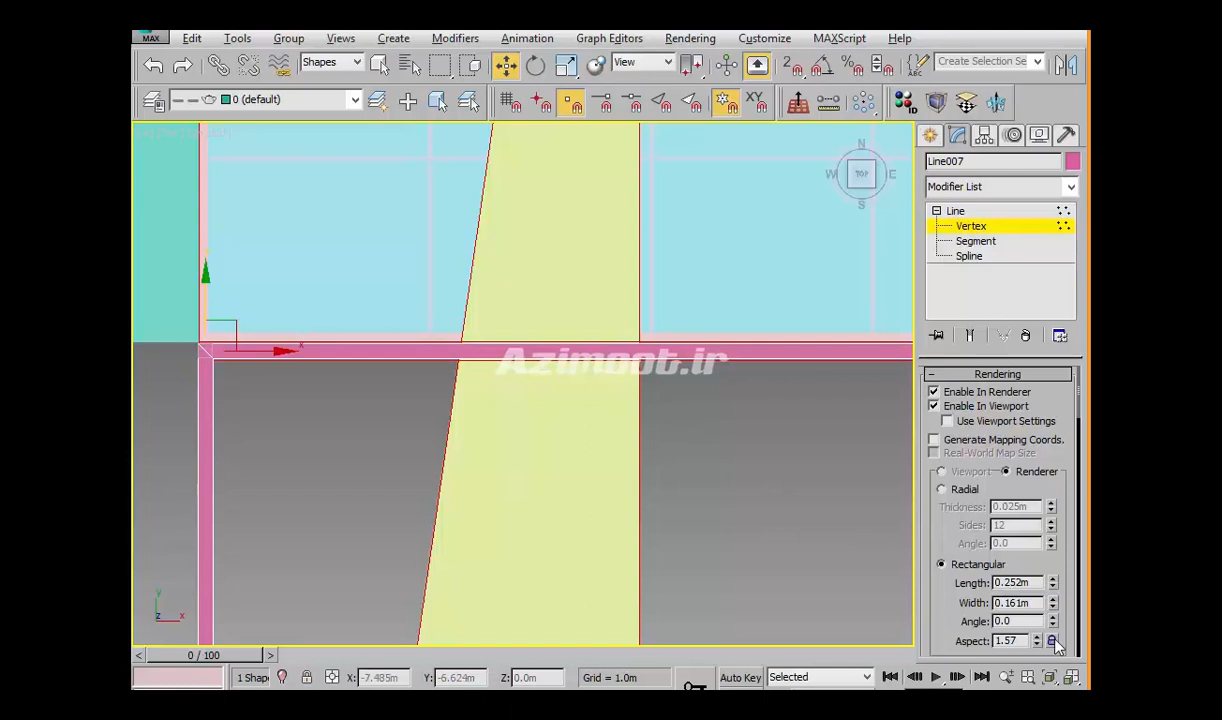 MAX Edit Tools Group Views Create Modifiers Animation Graph Editors Rendering Customize MAXScript Help
Shapes View Create Selection Se
0 (default)
N
W TOP E
S
Line007
Modifier List
Line
Vertex
Segment
Spline
x
Azimoot.ir
Rendering
Enable In Renderer
Enable In Viewport
Use Viewport Settings
Generate Mapping Coords.
Real-World Map Size
Viewport Renderer
Radial
Thickness: 0.025m
Sides: 12
Angle: 0.0
Rectangular
Length: 0.252m
Width: 0.161m
Angle: 0.0
Aspect: 1.57
y
z x
< 0 / 100 >
1 Shap X: -7.485m Y: -6.624m Z: 0.0m Grid = 1.0m Auto Key Selected